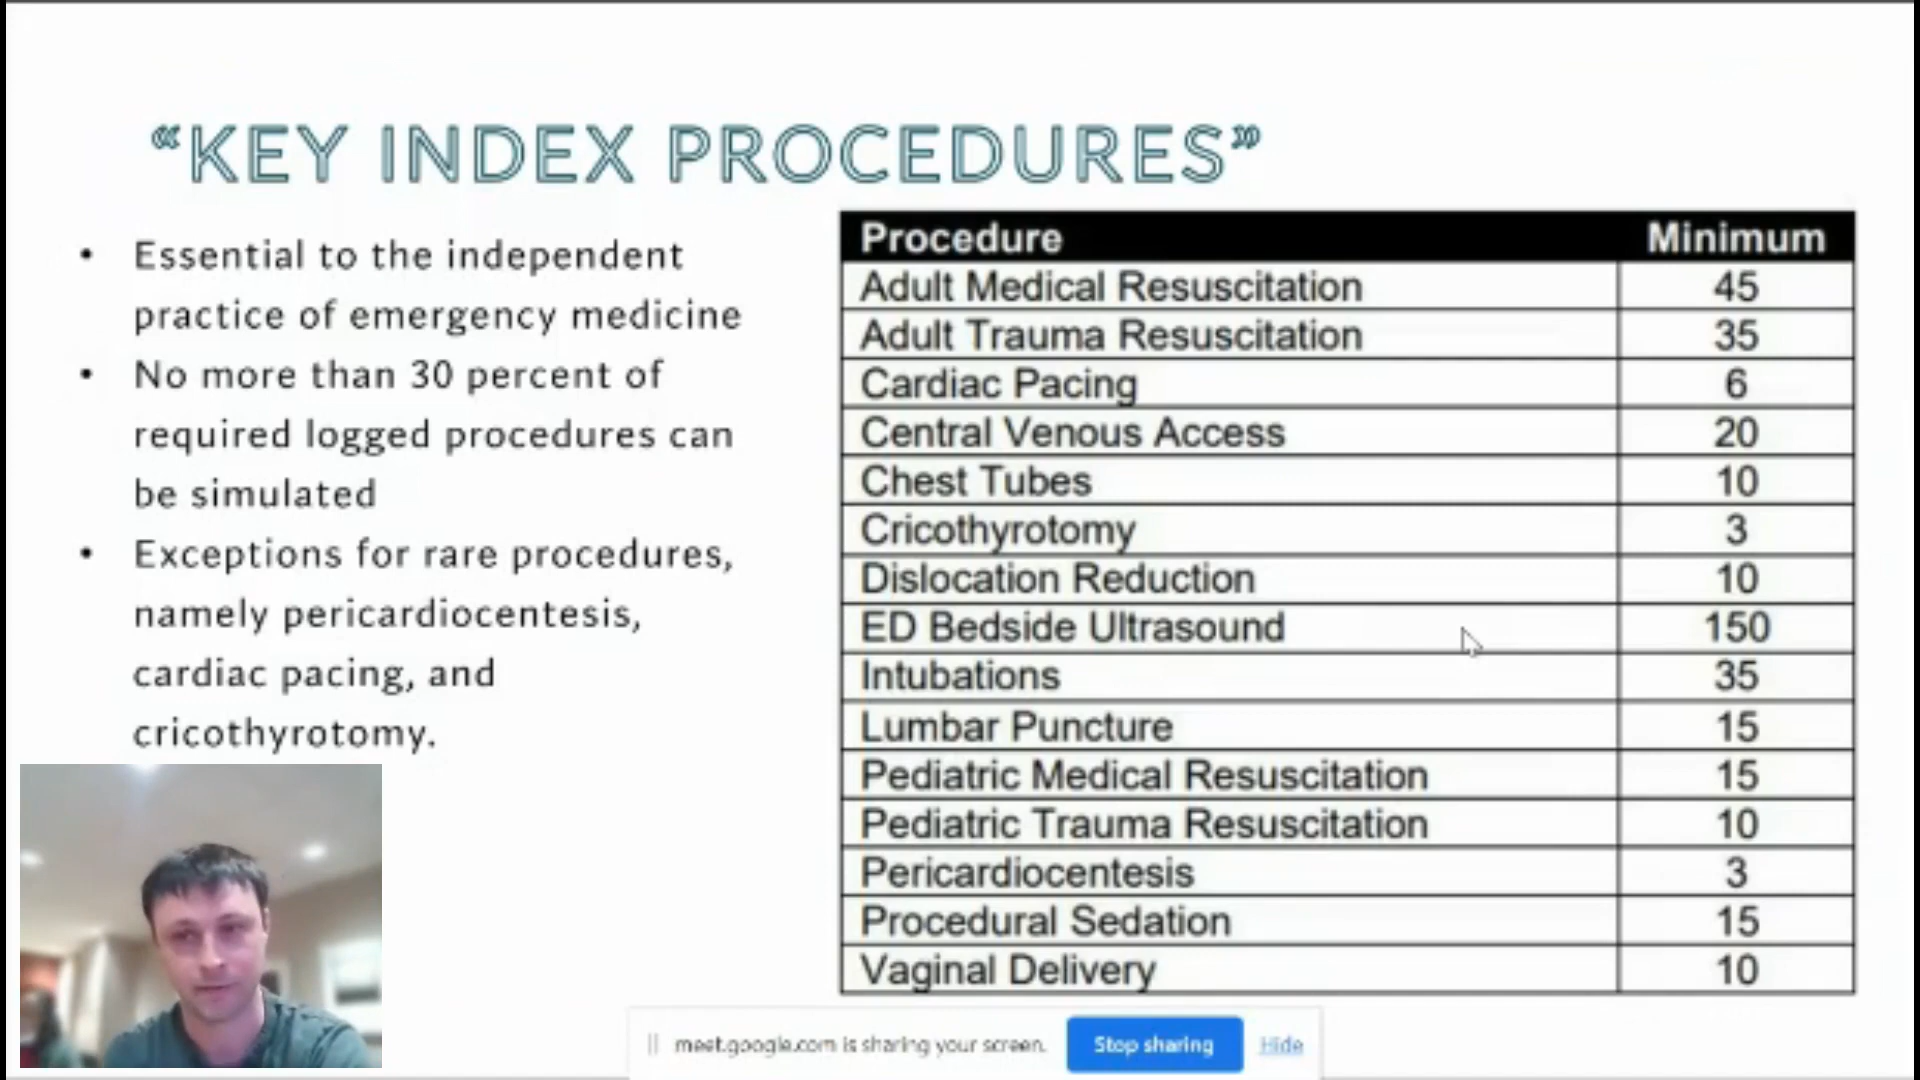 “KEY INDEX PROCEDURES”
• Essential to the independent
practice of emergency medicine
• No more than 30 percent of
required logged procedures can
be simulated
• Exceptions for rare procedures,
namely pericardiocentesis,
cardiac pacing, and
cricothyrotomy.
Procedure Minimum
Adult Medical Resuscitation 45
Adult Trauma Resuscitation 35
Cardiac Pacing 6
Central Venous Access 20
Chest Tubes 10
Cricothyrotomy 3
Dislocation Reduction 10
ED Bedside Ultrasound 150
Intubations 35
Lumbar Puncture 15
Pediatric Medical Resuscitation 15
Pediatric Trauma Resuscitation 10
Pericardiocentesis 3
Procedural Sedation 15
Vaginal Delivery 10
meet.google.com is sharing your screen. Stop sharing Hide